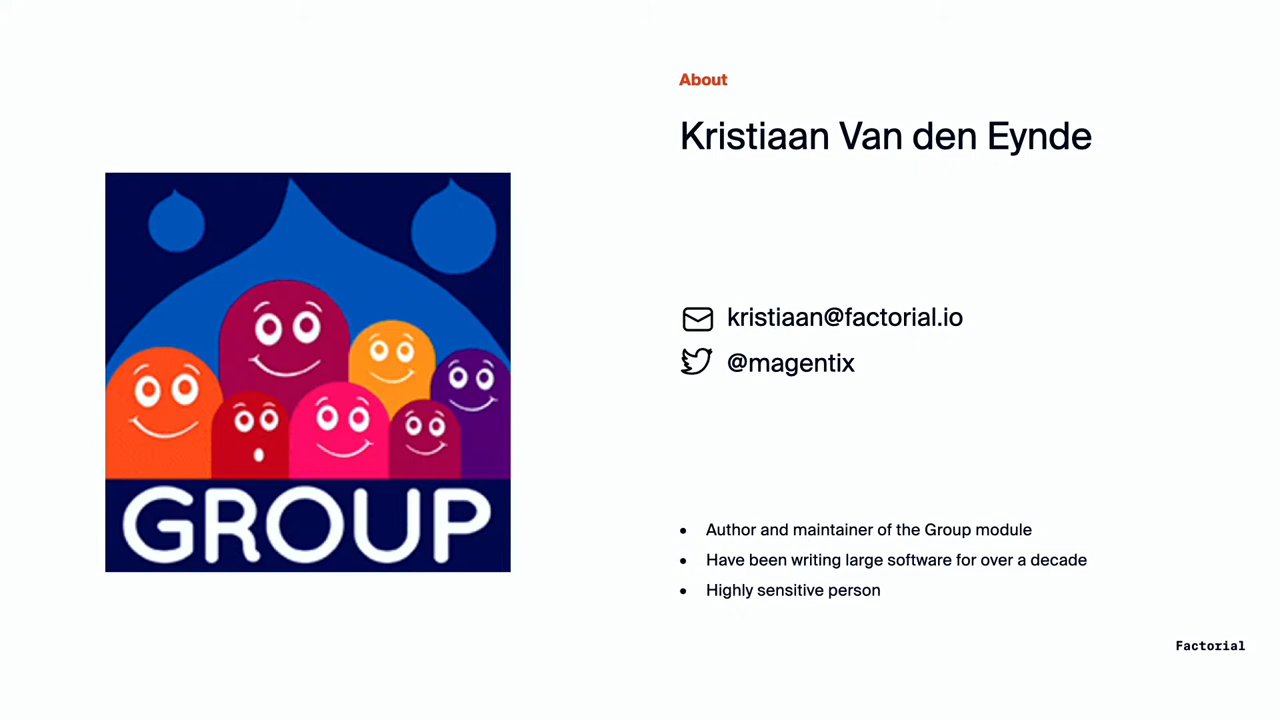 About
Kristiaan Van den Eynde
GROUP
kristiaan@factorial.io
@magentix
Author and maintainer of the Group module
Have been writing large software for over a decade
Highly sensitive person
Factorial